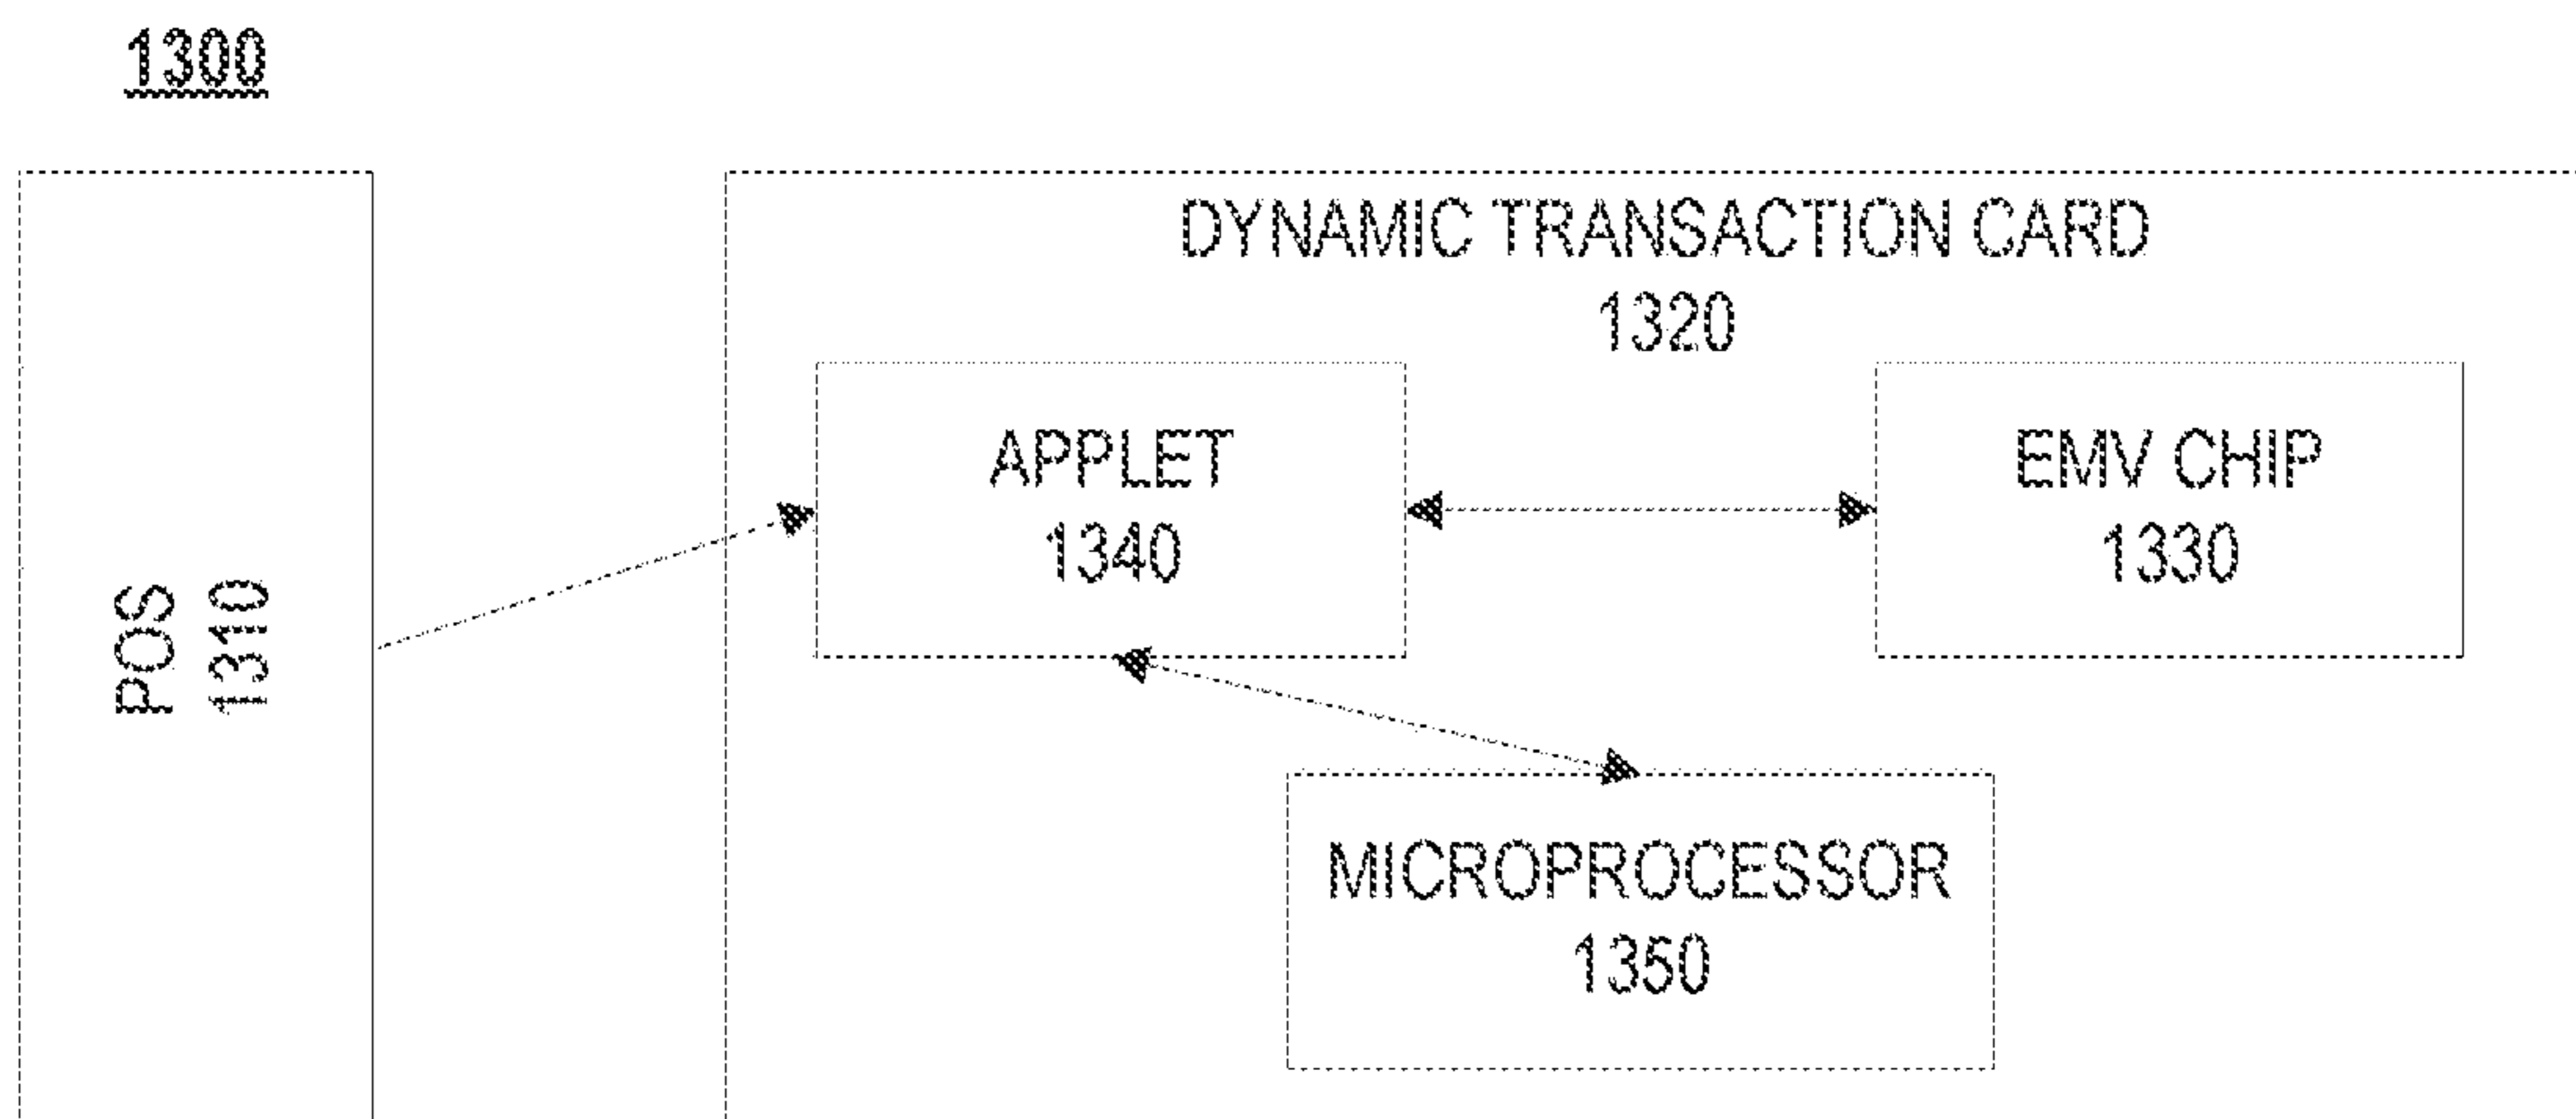 1300
DYNAMIC TRANSACTION CARD
1320
APPLET
1340
EMV CHIP
1330
POS
1310
MICROPROCESSOR
1350